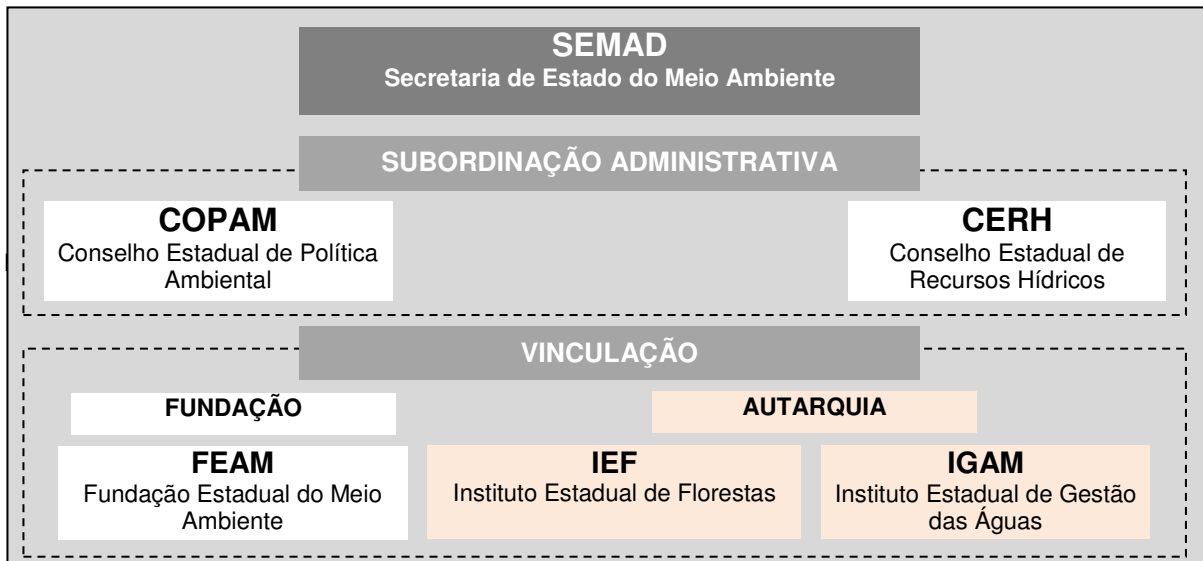 SEMAD
Secretaria de Estado do Meio Ambiente
SUBORDINAÇÃO ADMINISTRATIVA
COPAM
Conselho Estadual de Política
Ambiental
CERH
Conselho Estadual de
Recursos Hídricos
VINCULAÇÃO
FUNDAÇÃO
AUTARQUIA
FEAM
Fundação Estadual do Meio
Ambiente
IEF
Instituto Estadual de Florestas
IGAM
Instituto Estadual de Gestão
das Águas